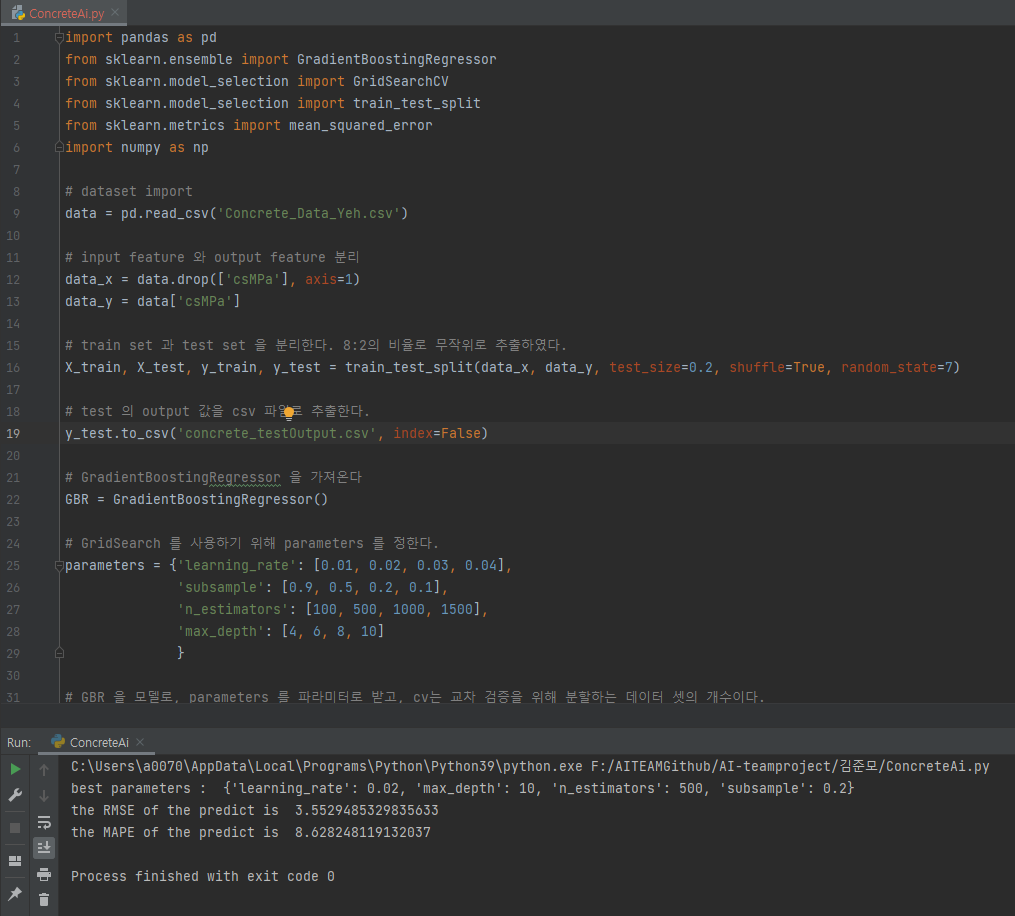 ConcreteAi.py
1 import pandas as pd
2 from sklearn.ensemble import GradientBoostingRegressor
3 from sklearn.model_selection import GridSearchCV
4 from sklearn.model_selection import train_test_split
5 from sklearn.metrics import mean_squared_error
6 import numpy as np
7
8 # dataset import
9 data = pd.read_csv('Concrete_Data_Yeh.csv')
10
11 # input feature 와 output feature 분리
12 data_x = data.drop(['csMPa'], axis=1)
13 data_y = data['csMPa']
14
15 # train set 과 test set 을 분리한다. 8:2의 비율로 무작위로 추출하였다.
16 X_train, X_test, y_train, y_test = train_test_split(data_x, data_y, test_size=0.2, shuffle=True, random_state=7)
17
18 # test 의 output 값을 csv 파일로 추출한다.
19 y_test.to_csv('concrete_testOutput.csv', index=False)
20
21 # GradientBoostingRegressor 을 가져온다
22 GBR = GradientBoostingRegressor()
23
24 # GridSearch 를 사용하기 위해 parameters 를 정한다.
25 parameters = {'learning_rate': [0.01, 0.02, 0.03, 0.04],
26 'subsample': [0.9, 0.5, 0.2, 0.1],
27 'n_estimators': [100, 500, 1000, 1500],
28 'max_depth': [4, 6, 8, 10]
29 }
30
31 # GBR 을 모델로, parameters 를 파라미터로 받고, cv는 교차 검증을 위해 분할하는 데이터 셋의 개수이다.
Run: ConcreteAi
C:\Users\a0070\AppData\Local\Programs\Python\Python39\python.exe F:/AITEAMGithub/AI-teamproject/김준모/ConcreteAi.py
best parameters :  {'learning_rate': 0.02, 'max_depth': 10, 'n_estimators': 500, 'subsample': 0.2}
the RMSE of the predict is  3.5529485329835633
the MAPE of the predict is  8.628248119132037
Process finished with exit code 0